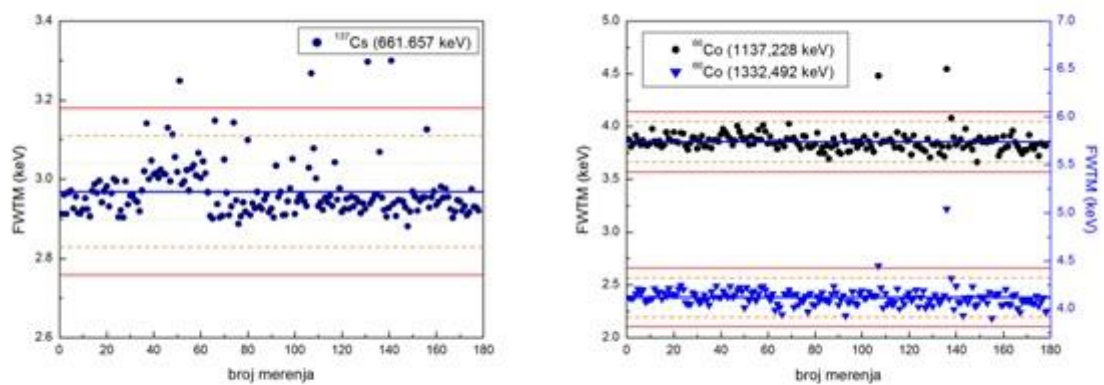 3.4
3.2
3.0
2.8
2.6
FWTM (keV)
¹³⁷Cs (661.657 keV)
0 20 40 60 80 100 120 140 160 180
broj merenja
5.0
4.5
4.0
3.5
3.0
2.5
2.0
FWTM (keV)
⁶⁰Co (1137,228 keV)
⁶⁰Co (1332,492 keV)
7.0
6.5
6.0
5.5
5.0
4.5
4.0
FWTM (keV)
0 20 40 60 80 100 120 140 160 180
broj merenja